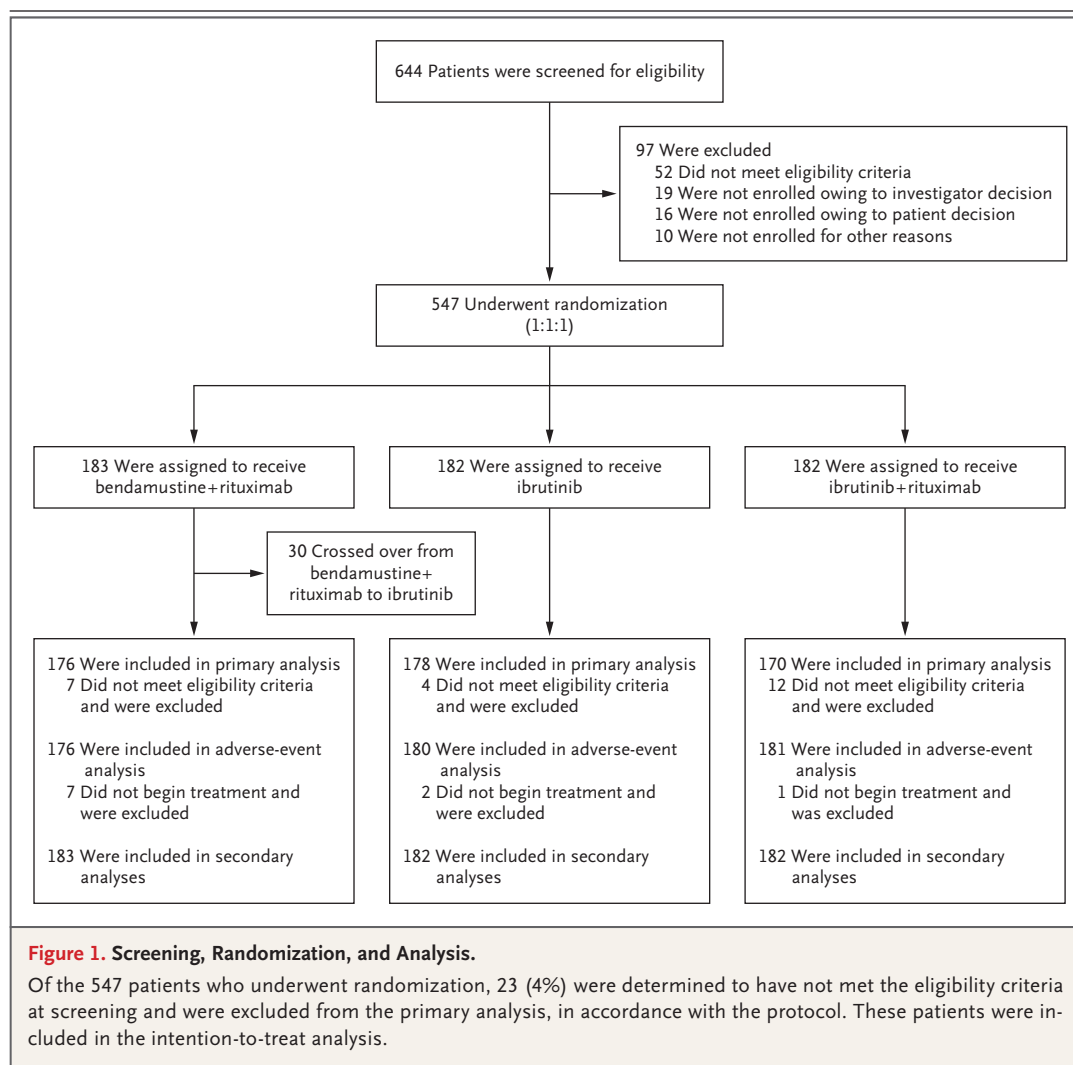 644 Patients were screened for eligibility
97 Were excluded
52 Did not meet eligibility criteria
19 Were not enrolled owing to investigator decision
16 Were not enrolled owing to patient decision
10 Were not enrolled for other reasons
547 Underwent randomization
(1:1:1)
183 Were assigned to receive
bendamustine+rituximab
182 Were assigned to receive
ibrutinib
182 Were assigned to receive
ibrutinib+rituximab
30 Crossed over from
bendamustine+
rituximab to ibrutinib
176 Were included in primary analysis
7 Did not meet eligibility criteria
and were excluded
176 Were included in adverse-event
analysis
7 Did not begin treatment and
were excluded
183 Were included in secondary
analyses
178 Were included in primary analysis
4 Did not meet eligibility criteria
and were excluded
180 Were included in adverse-event
analysis
2 Did not begin treatment and
were excluded
182 Were included in secondary
analyses
170 Were included in primary analysis
12 Did not meet eligibility criteria
and were excluded
181 Were included in adverse-event
analysis
1 Did not begin treatment and
was excluded
182 Were included in secondary
analyses
Figure 1. Screening, Randomization, and Analysis.
Of the 547 patients who underwent randomization, 23 (4%) were determined to have not met the eligibility criteria
at screening and were excluded from the primary analysis, in accordance with the protocol. These patients were in-
cluded in the intention-to-treat analysis.